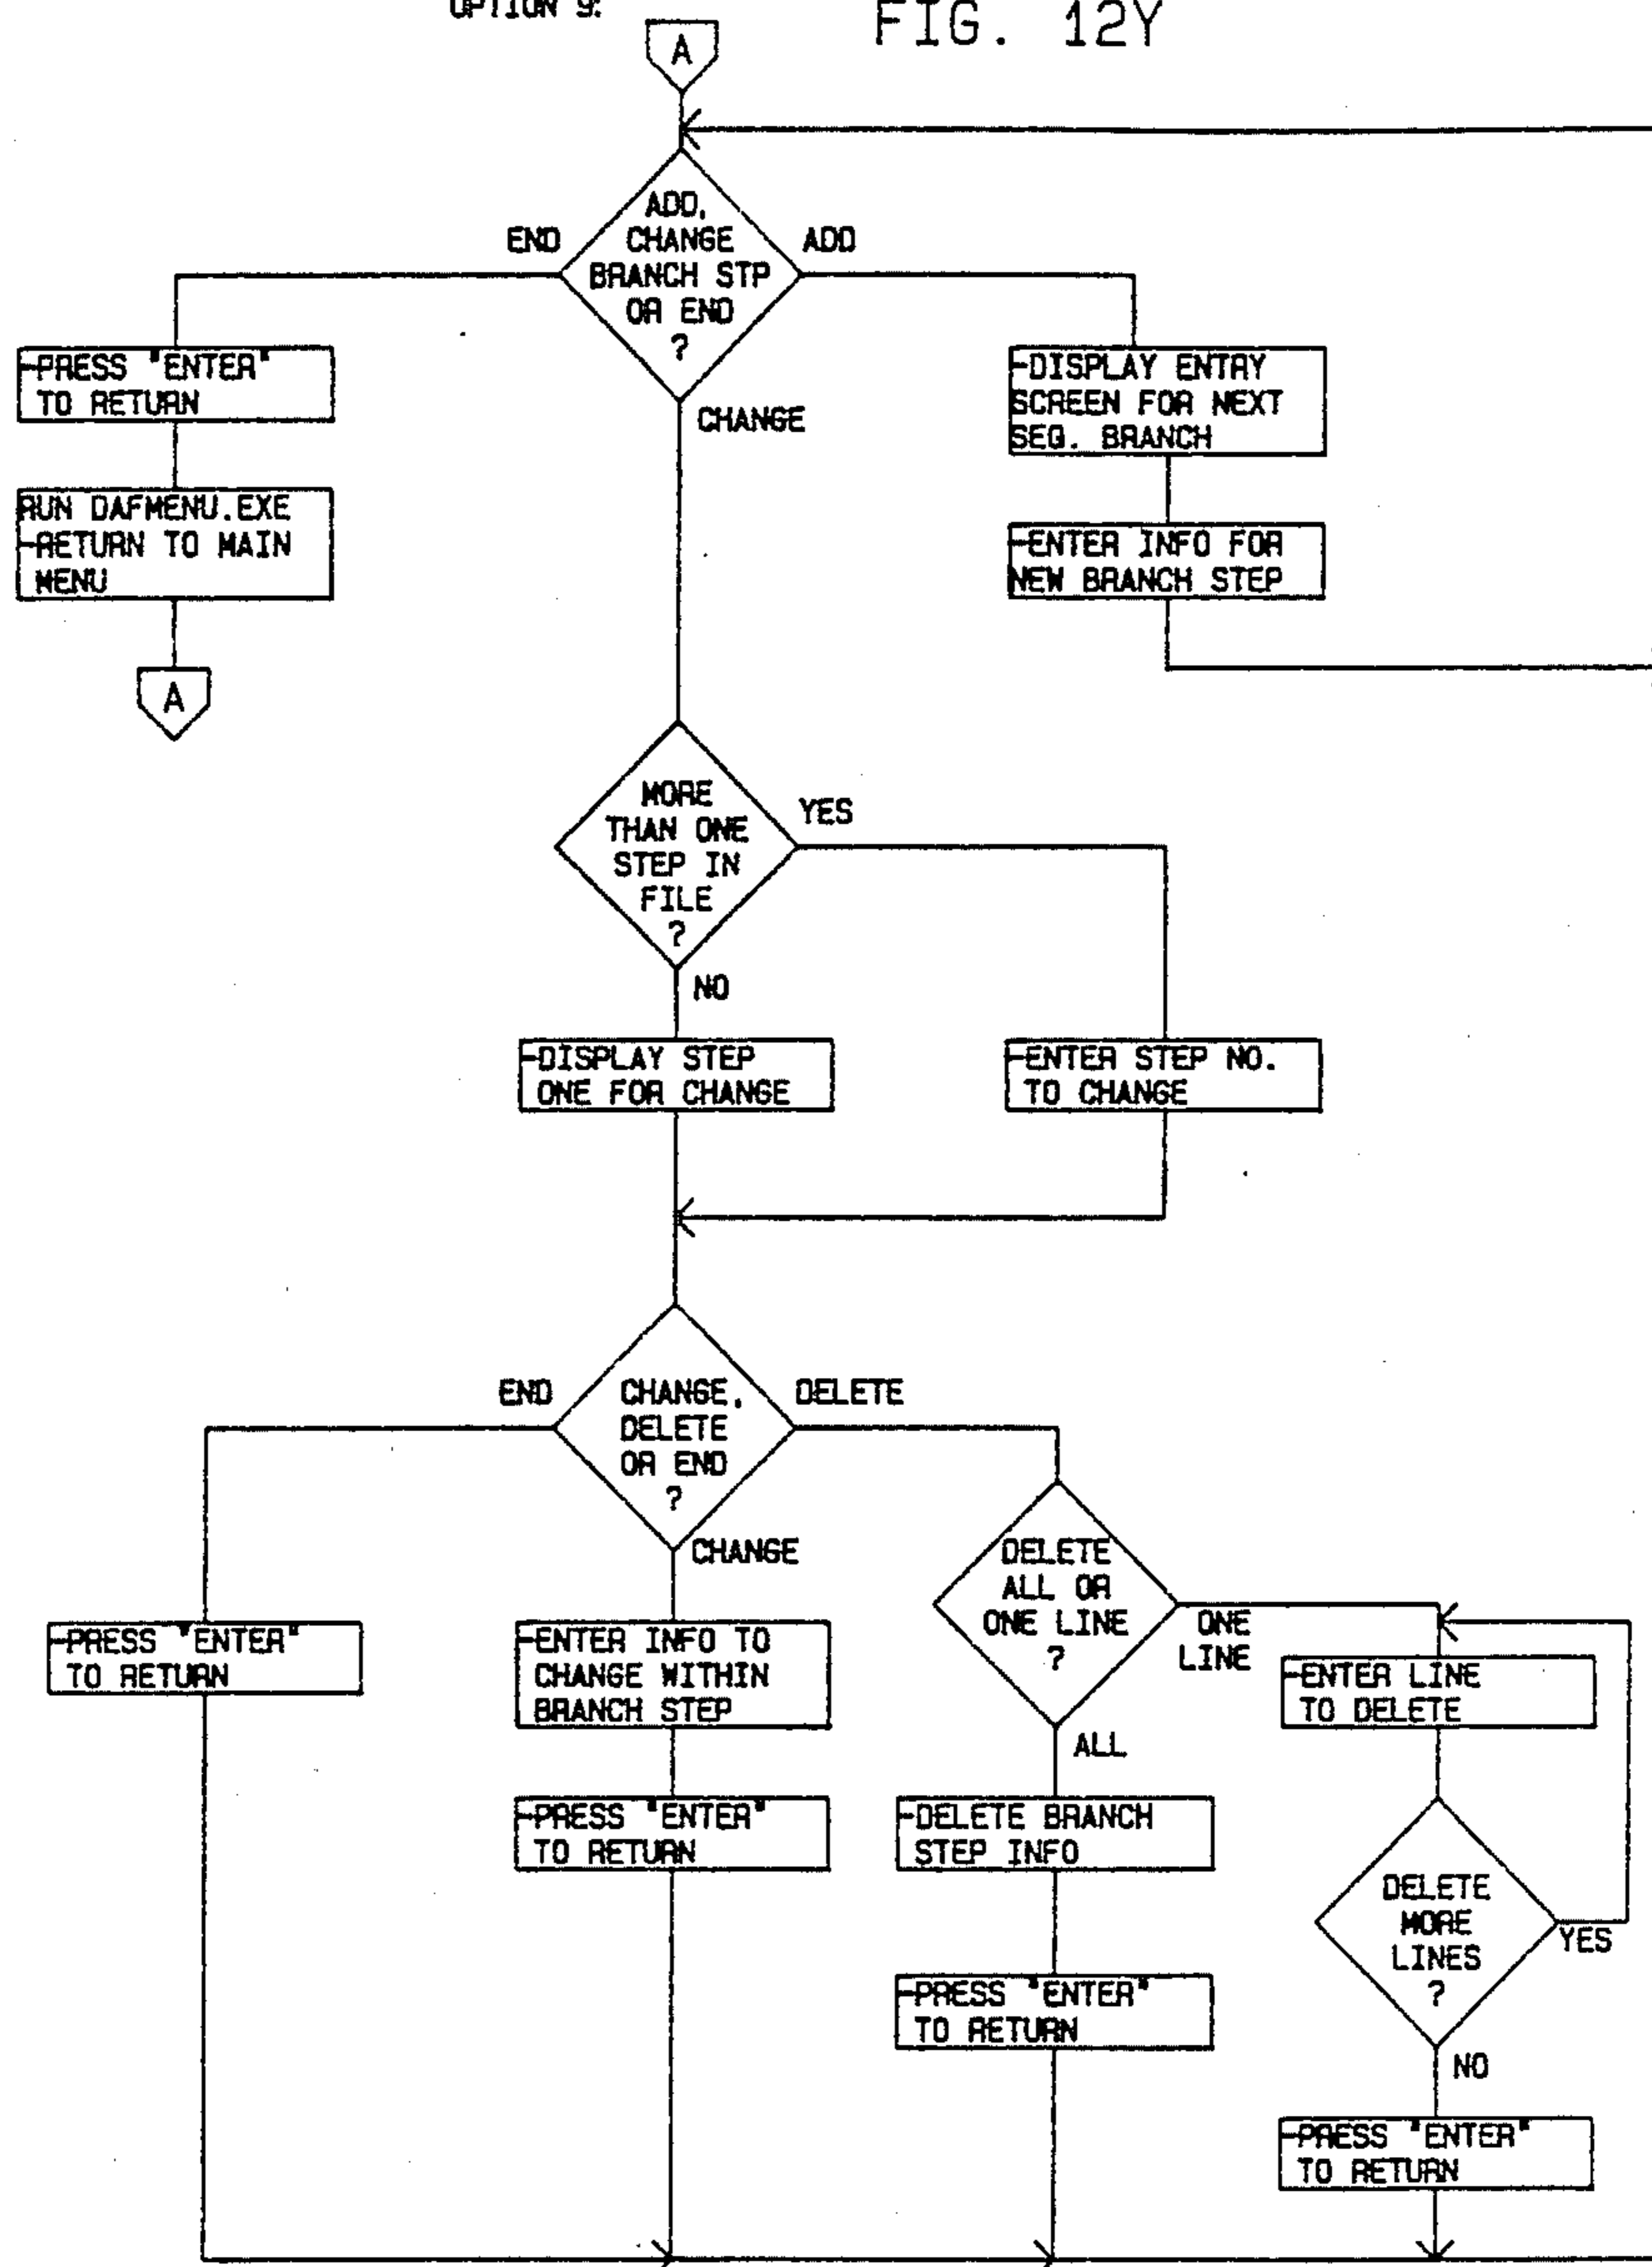 OPTION 9:
FIG. 12Y
A
ADD,
CHANGE
BRANCH STP
OR END
?
END
ADD
CHANGE
-PRESS "ENTER"
TO RETURN
RUN DAFMENU.EXE
-RETURN TO MAIN
MENU
A
-DISPLAY ENTRY
SCREEN FOR NEXT
SEQ. BRANCH
-ENTER INFO FOR
NEW BRANCH STEP
MORE
THAN ONE
STEP IN
FILE
?
YES
NO
-DISPLAY STEP
ONE FOR CHANGE
-ENTER STEP NO.
TO CHANGE
END
CHANGE,
DELETE
OR END
?
DELETE
CHANGE
-PRESS "ENTER"
TO RETURN
-ENTER INFO TO
CHANGE WITHIN
BRANCH STEP
-PRESS "ENTER"
TO RETURN
DELETE
ALL OR
ONE LINE
?
ONE
LINE
ALL
-DELETE BRANCH
STEP INFO
-PRESS "ENTER"
TO RETURN
-ENTER LINE
TO DELETE
DELETE
MORE
LINES
?
YES
NO
-PRESS "ENTER"
TO RETURN